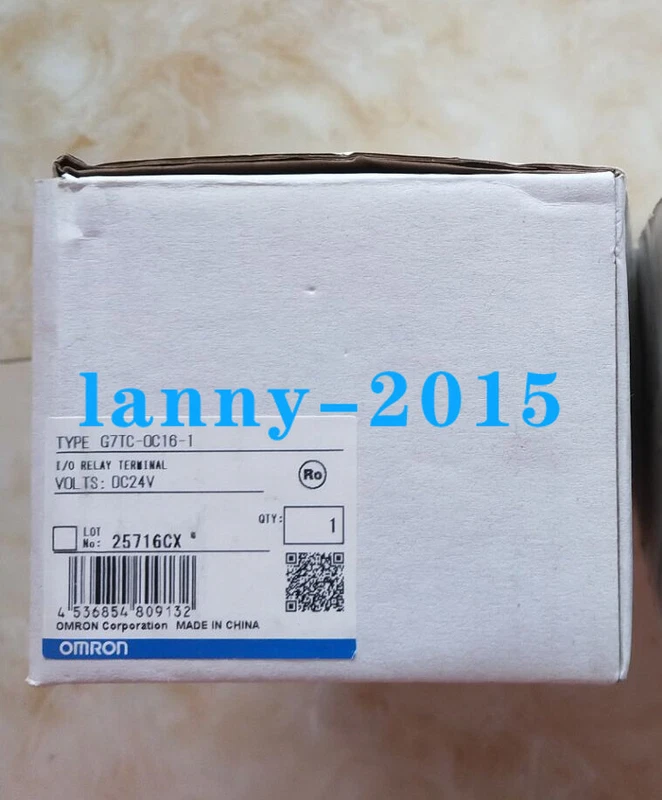 lanny-2015
TYPE G7TC-OC16-1
I/O RELAY TERMINAL
VOLTS: DC24V
Ro
LOT
No: 25716CX
QTY: 1
4 536854 809132
OMRON Corporation MADE IN CHINA
OMRON